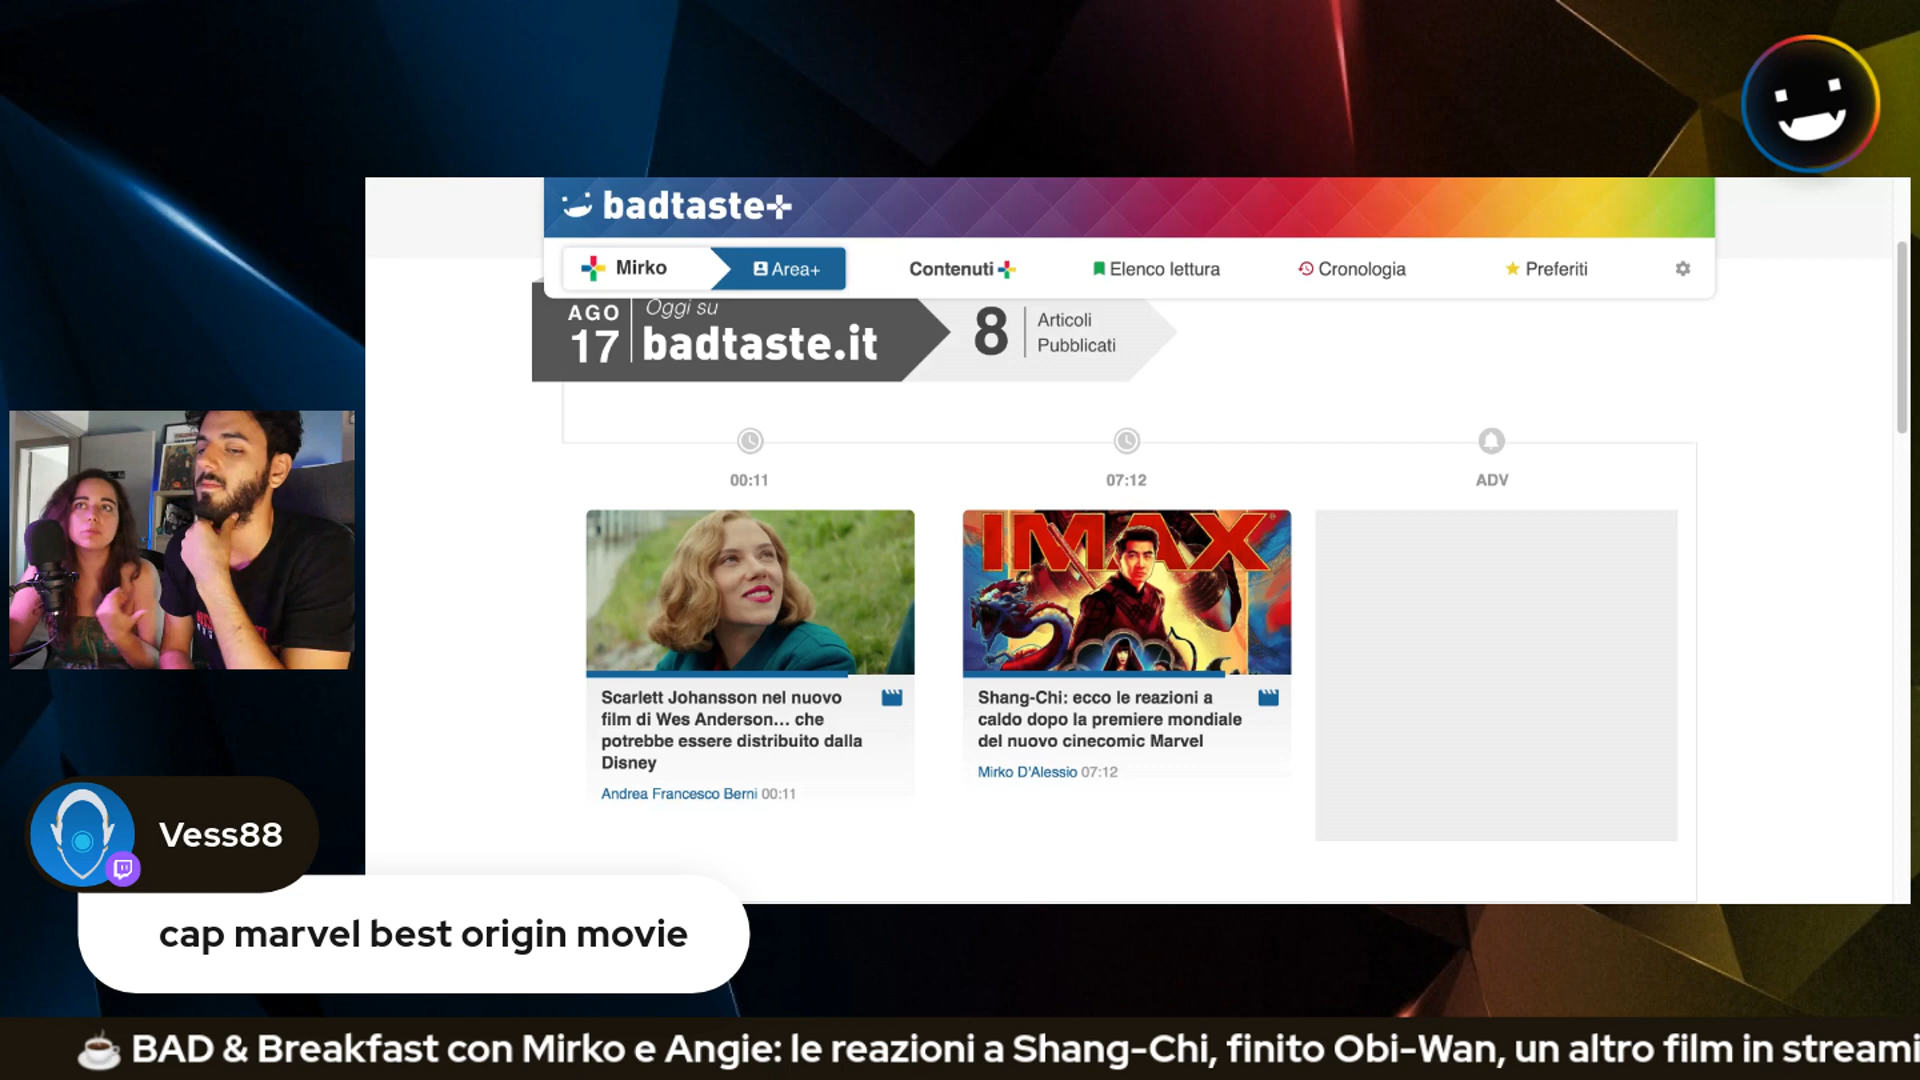 badtaste+
Mirko
Area+
Contenuti
Elenco lettura
Cronologia
Preferiti
AGO
17
Oggi su
badtaste.it
8
Articoli
Pubblicati
00:11
07:12
ADV
IMAX
Scarlett Johansson nel nuovo
film di Wes Anderson... che
potrebbe essere distribuito dalla
Disney
Andrea Francesco Berni 00:11
Shang-Chi: ecco le reazioni a
caldo dopo la premiere mondiale
del nuovo cinecomic Marvel
Mirko D'Alessio 07:12
Vess88
cap marvel best origin movie
BAD & Breakfast con Mirko e Angie: le reazioni a Shang-Chi, finito Obi-Wan, un altro film in streami